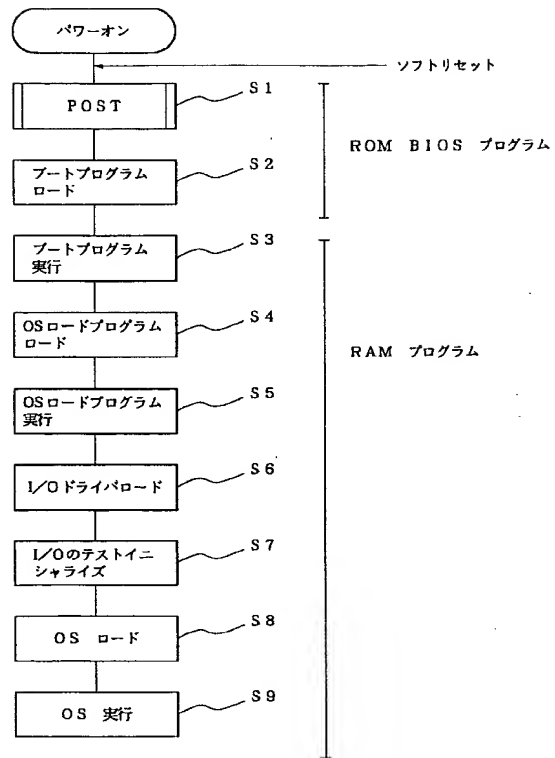 パワーオン
ソフトリセット
POST
S1
ROM BIOS プログラム
ブートプログラム
ロード
S2
ブートプログラム
実行
S3
OSロードプログラム
ロード
S4
RAM プログラム
OSロードプログラム
実行
S5
I/Oドライバロード
S6
I/Oのテストイニ
シャライズ
S7
OS ロード
S8
OS 実行
S9